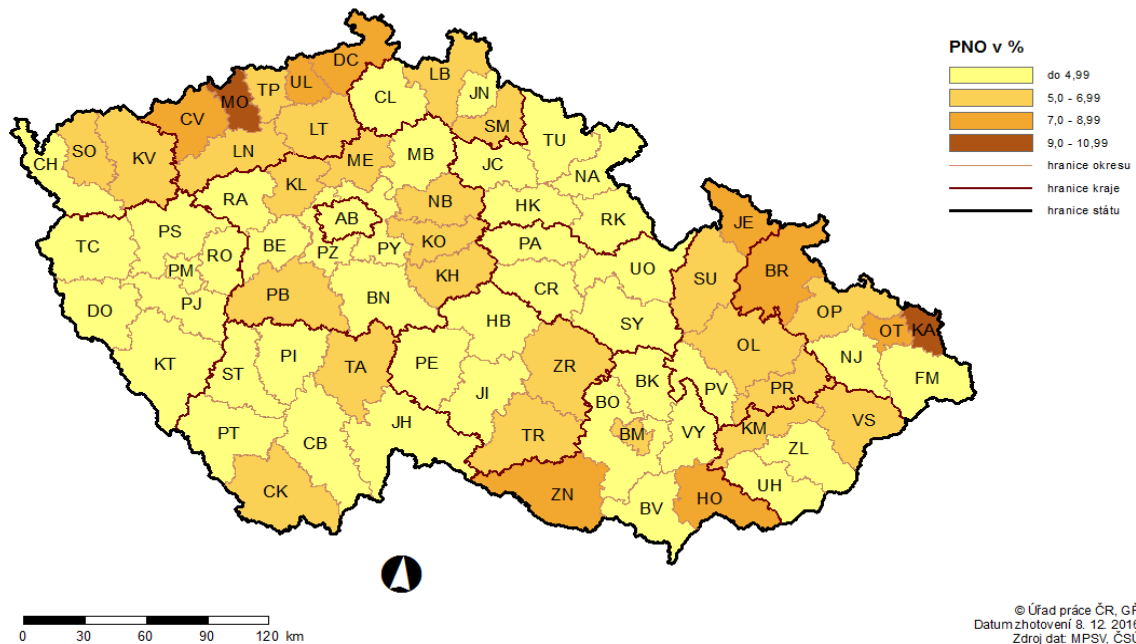 PNO v %
do 4,99
5,0 - 6,99
7,0 - 8,99
9,0 - 10,99
hranice okresu
hranice kraje
hranice státu
DC
LB
UL
TP
JN
MO
CL
CV
LT
SM
TU
SO
KV
LN
ME
MB
JC
CH
KL
NA
RA
NB
HK
RK
AB
JE
TC
PS
BE
KO
PA
RO
PZ
PY
UO
BR
PM
KH
SU
PB
CR
DO
PJ
BN
OP
OT
KA
HB
SY
KT
PI
OL
NJ
ST
TA
PE
ZR
FM
JI
BK
PV
PR
BO
VS
PT
CB
JH
TR
BM
VY
KM
ZL
CK
ZN
BV
HO
UH
0 30 60 90 120 km
© Úřad práce ČR,
Datum zhotovení 8. 12. 2016
Zdroj dat: MPSV, ČSÚ